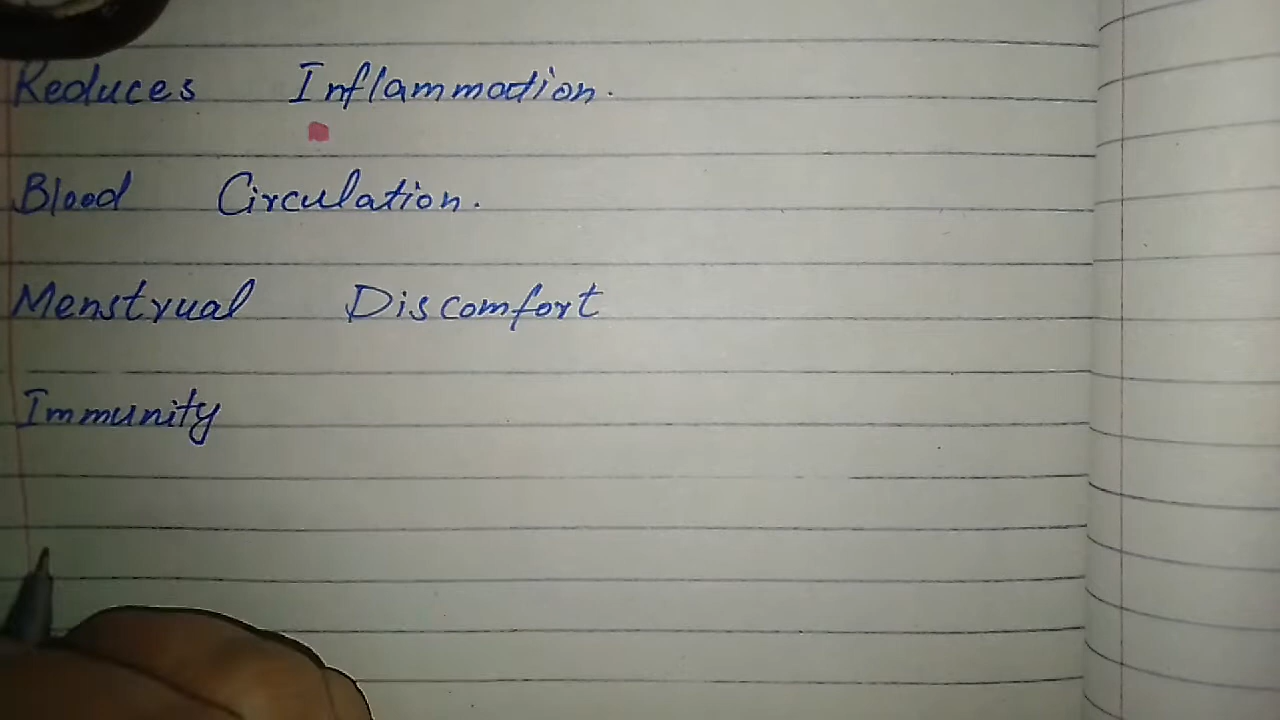 Reduces Inflammation.
Blood Circulation.
Menstrual Discomfort
Immunity